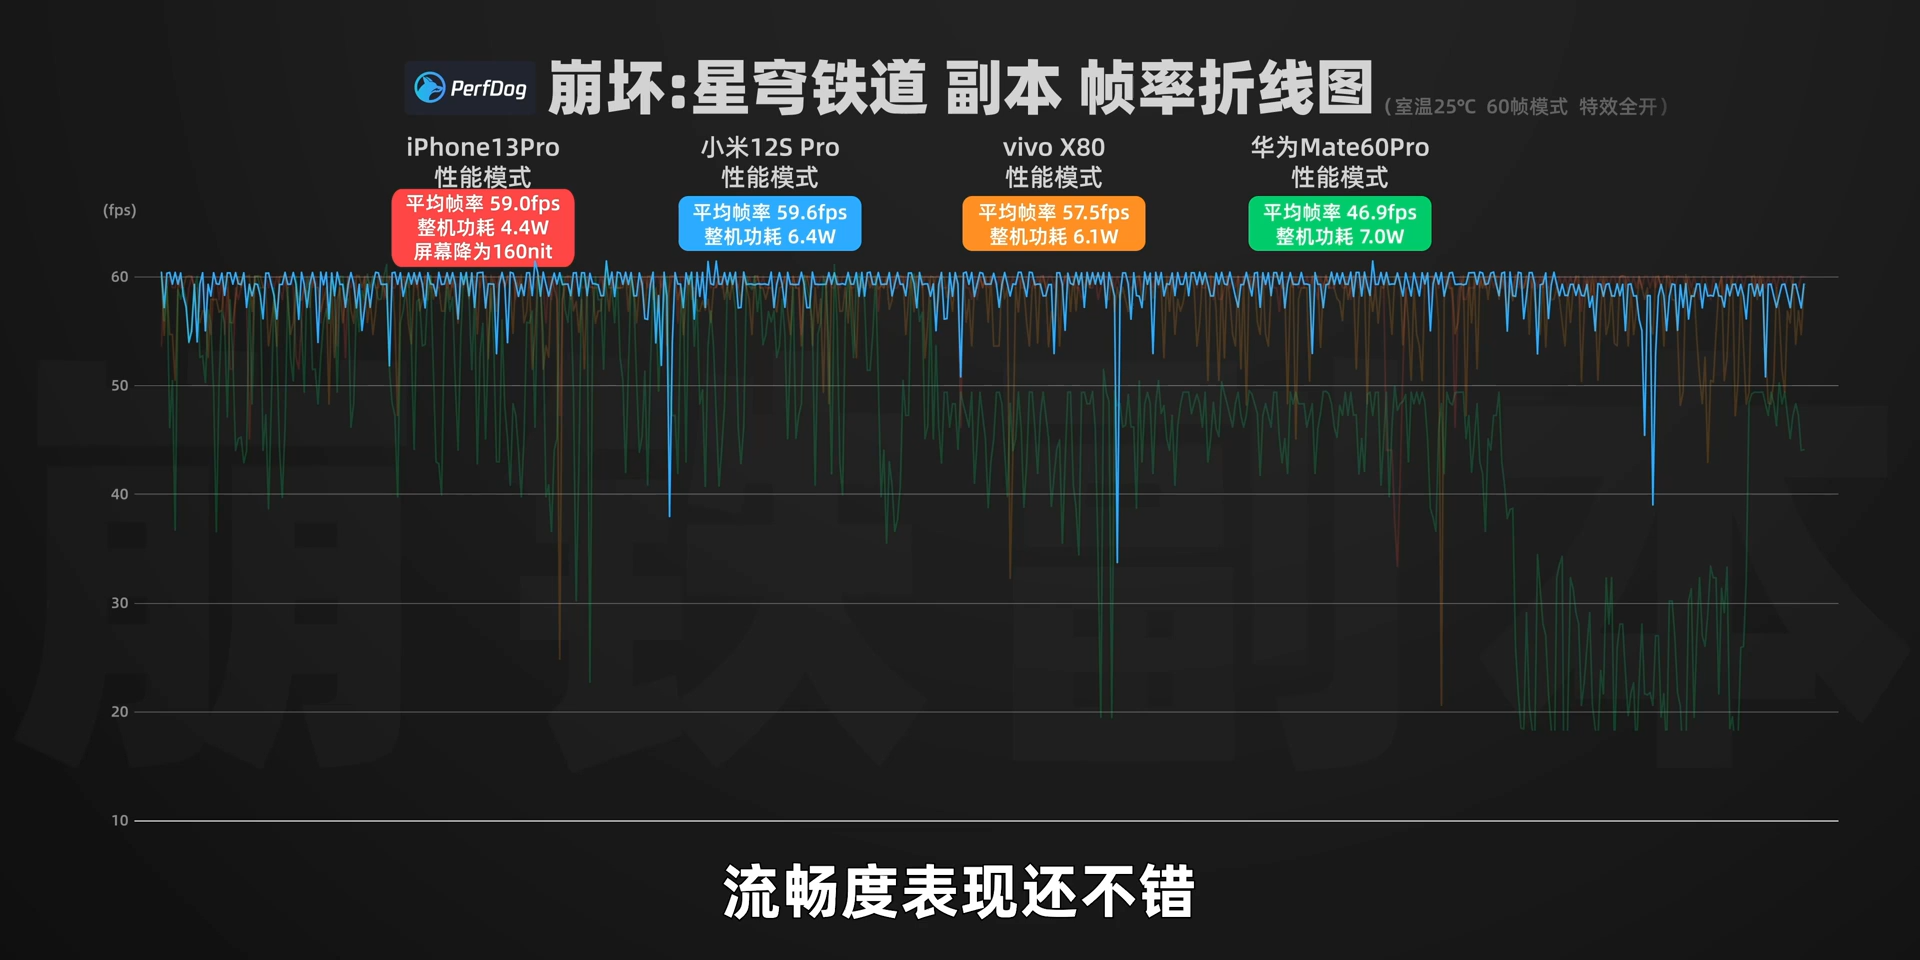 PerfDog 崩坏:星穹铁道 副本 帧率折线图 (室温25℃ 60帧模式 特效全开)
iPhone13Pro
性能模式
平均帧率 59.0fps
整机功耗 4.4W
屏幕降为160nit
小米12S Pro
性能模式
平均帧率 59.6fps
整机功耗 6.4W
vivo X80
性能模式
平均帧率 57.5fps
整机功耗 6.1W
华为Mate60Pro
性能模式
平均帧率 46.9fps
整机功耗 7.0W
(fps)
60
50
40
30
20
10
崩铁副本
流畅度表现还不错